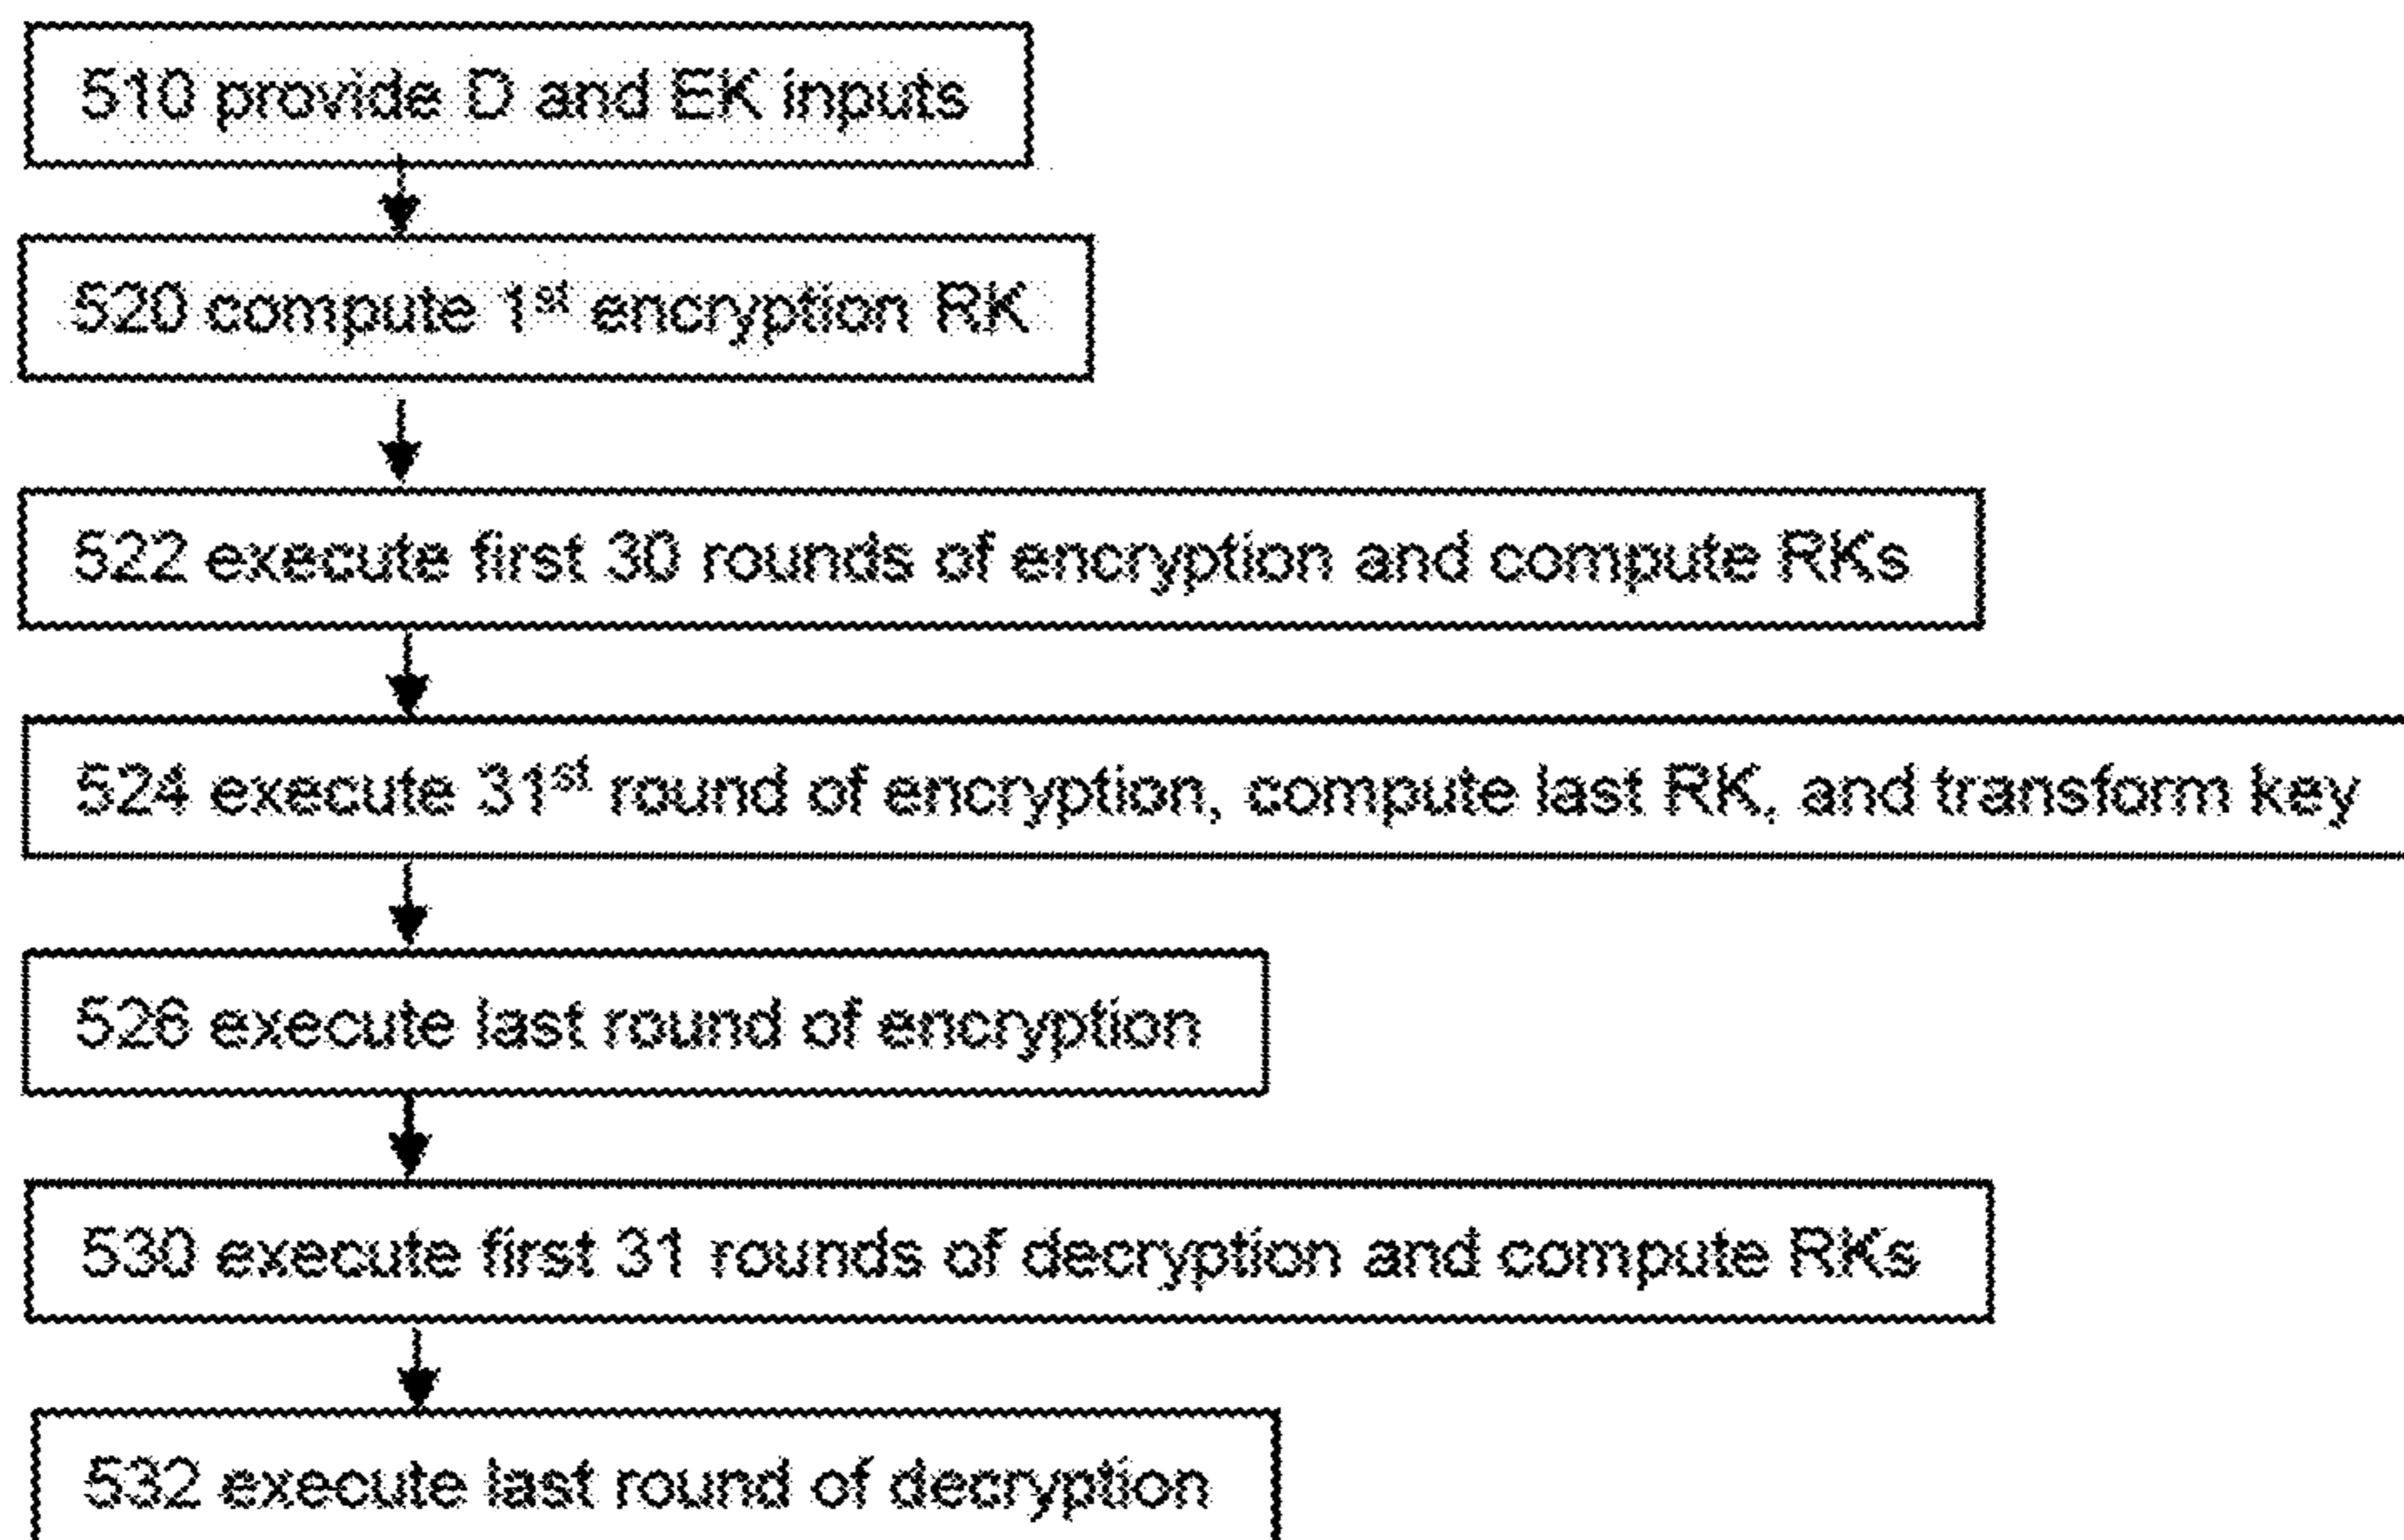 510 provide D and EK inputs
520 compute 1st encryption RK
522 execute first 30 rounds of encryption and compute RKs
524 execute 31st round of encryption, compute last RK, and transform key
526 execute last round of encryption
530 execute first 31 rounds of decryption and compute RKs
532 execute last round of decryption